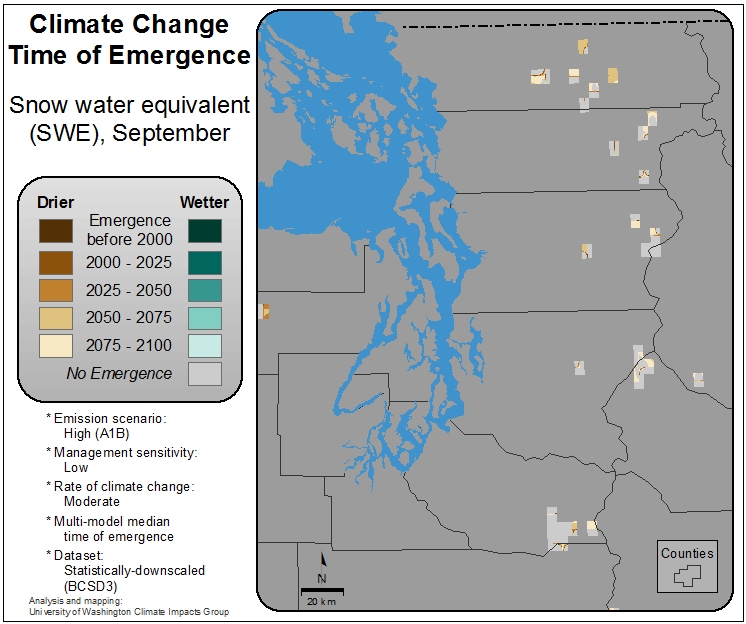 Climate Change
Time of Emergence
Snow water equivalent
(SWE), September
Drier
Wetter
Emergence
before 2000
2000 - 2025
2025 - 2050
2050 - 2075
2075 - 2100
No Emergence
* Emission scenario:
High (A1B)
* Management sensitivity:
Low
* Rate of climate change:
Moderate
* Multi-model median
time of emergence
* Dataset:
Statistically-downscaled
(BCSD3)
Analysis and mapping:
University of Washington Climate Impacts Group
N
20 km
Counties